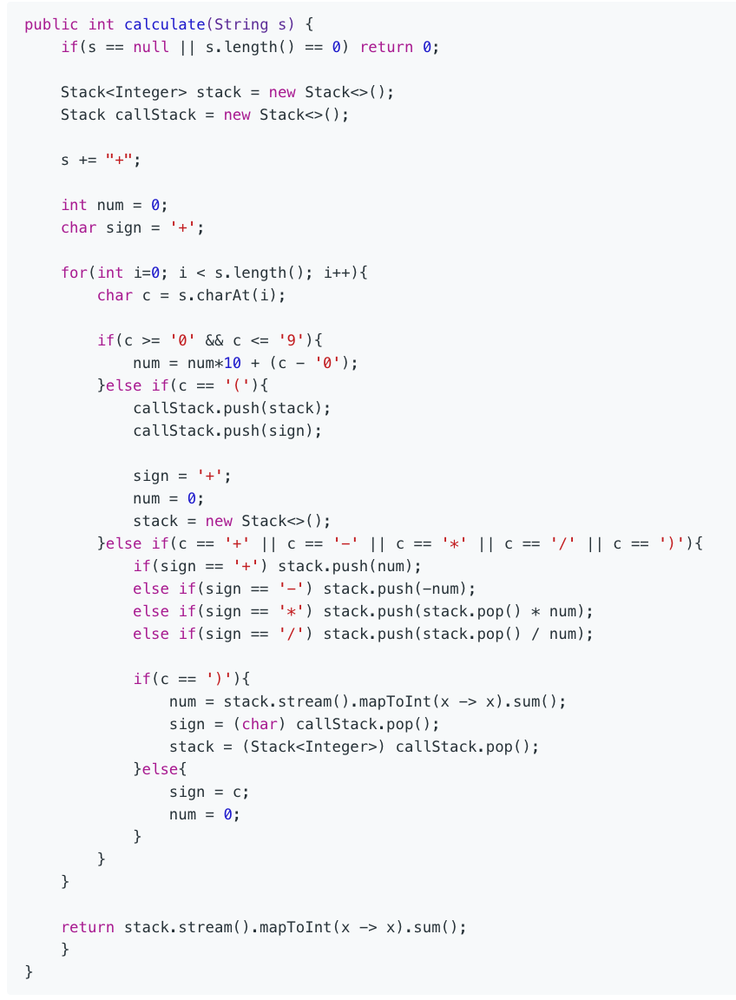 public int calculate(String s) {
    if(s == null || s.length() == 0) return 0;

    Stack<Integer> stack = new Stack<>();
    Stack callStack = new Stack<>();

    s += "+";

    int num = 0;
    char sign = '+';

    for(int i=0; i < s.length(); i++){
        char c = s.charAt(i);

        if(c >= '0' && c <= '9'){
            num = num*10 + (c - '0');
        }else if(c == '('){
            callStack.push(stack);
            callStack.push(sign);

            sign = '+';
            num = 0;
            stack = new Stack<>();
        }else if(c == '+' || c == '-' || c == '*' || c == '/' || c == ')'){
            if(sign == '+') stack.push(num);
            else if(sign == '-') stack.push(-num);
            else if(sign == '*') stack.push(stack.pop() * num);
            else if(sign == '/') stack.push(stack.pop() / num);

            if(c == ')'){
                num = stack.stream().mapToInt(x -> x).sum();
                sign = (char) callStack.pop();
                stack = (Stack<Integer>) callStack.pop();
            }else{
                sign = c;
                num = 0;
            }
        }
    }

    return stack.stream().mapToInt(x -> x).sum();
    }
}